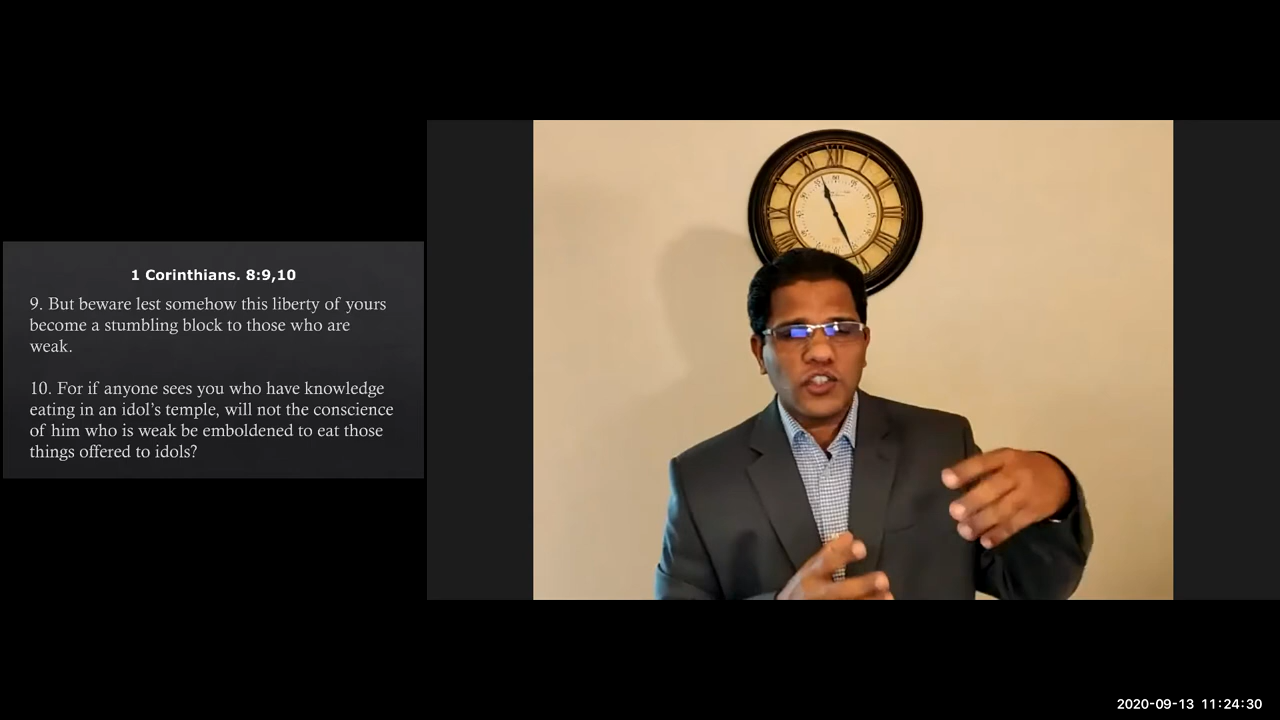 1 Corinthians. 8:9,10
9. But beware lest somehow this liberty of yours
become a stumbling block to those who are
weak.
10. For if anyone sees you who have knowledge
eating in an idol's temple, will not the conscience
of him who is weak be emboldened to eat those
things offered to idols?
2020-09-13 11:24:30